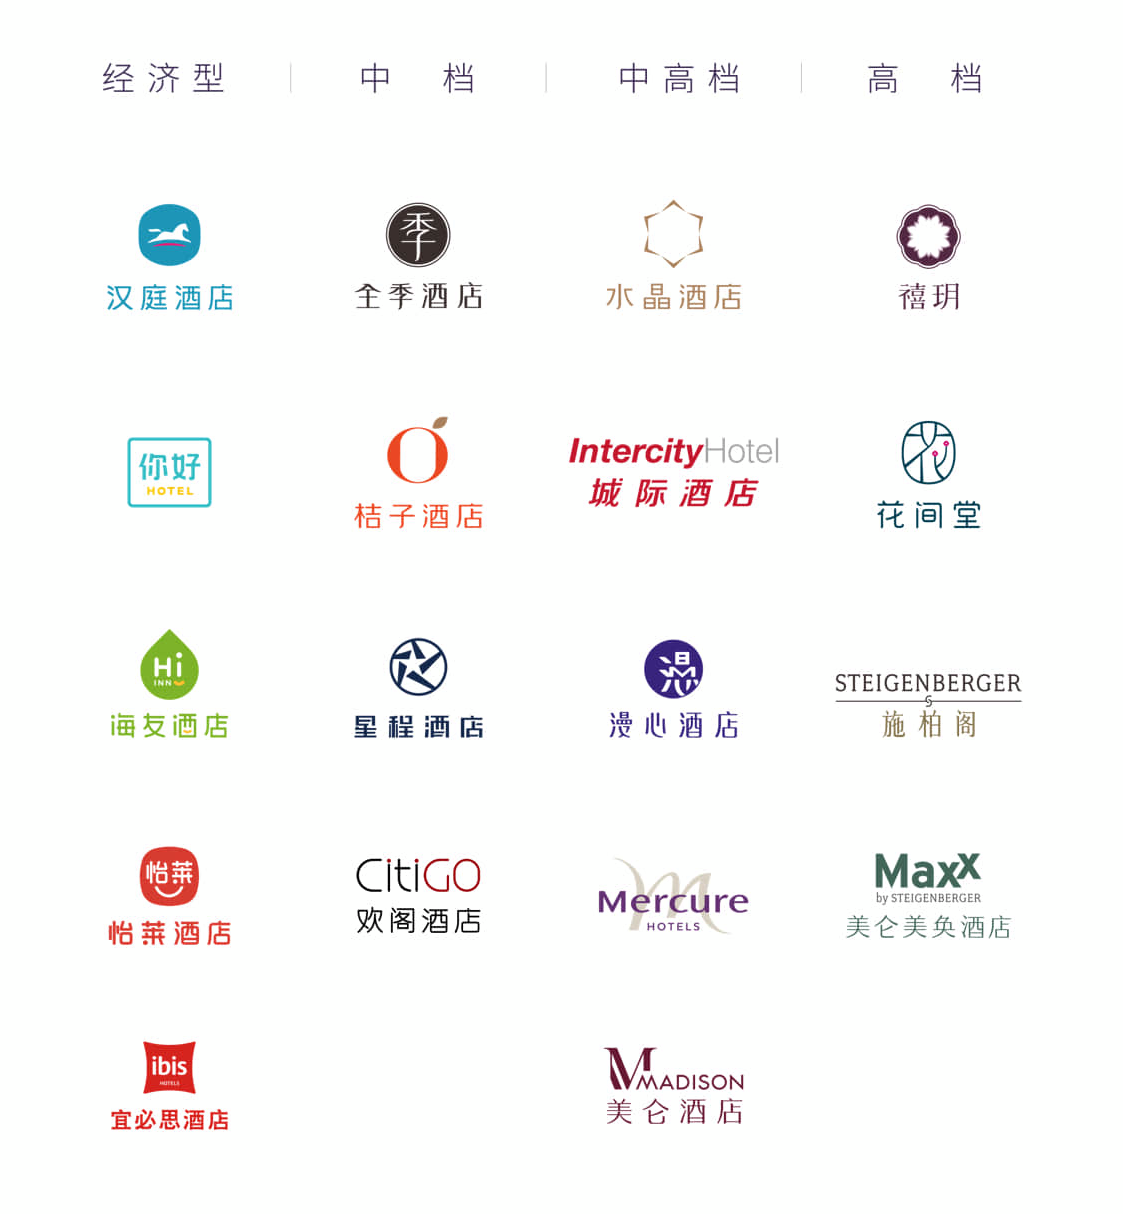 经济型
中 档
中高档
高 档
汉庭酒店
季
全季酒店
水晶酒店
禧玥
你好
HOTEL
桔子酒店
IntercityHotel
城际酒店
花
花间堂
Hi
INN
海友酒店
星程酒店
漫
心
漫心酒店
STEIGENBERGER
S
施柏阁
怡莱
怡莱酒店
CitiGO
欢阁酒店
m
Mercure
HOTELS
Maxx
by STEIGENBERGER
美仑美奂酒店
ibis
HOTELS
宜必思酒店
M
MADISON
美仑酒店